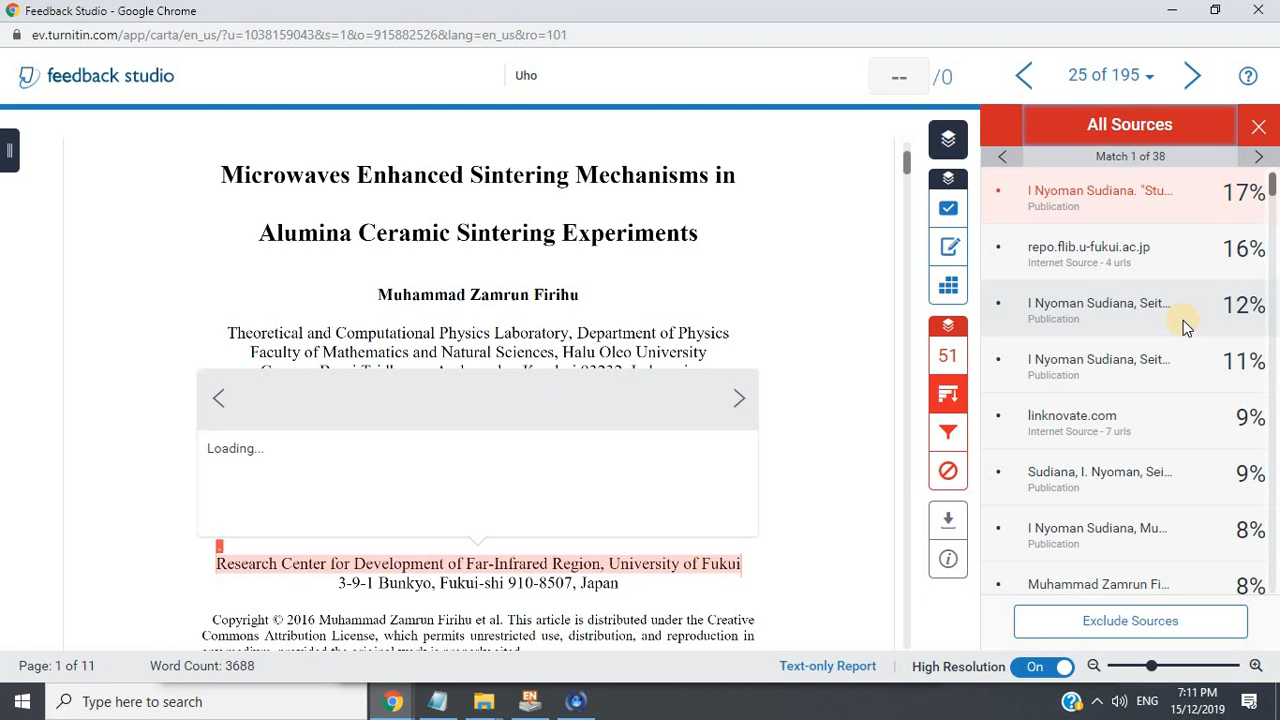 Feedback Studio - Google Chrome
ev.turnitin.com/app/carta/en_us/?u=1038159043&s=1&o=915882526&lang=en_us&ro=101
feedback studio
Uho
-- /0
25 of 195
?
All Sources
Match 1 of 38
I Nyoman Sudiana. "Stu...
Publication
17%
repo.flib.u-fukui.ac.jp
Internet Source - 4 urls
16%
I Nyoman Sudiana, Seit...
Publication
12%
I Nyoman Sudiana, Seit...
Publication
11%
linknovate.com
Internet Source - 7 urls
9%
Sudiana, I. Nyoman, Sei...
Publication
9%
I Nyoman Sudiana, Mu...
Publication
8%
Muhammad Zamrun Fi...
8%
Exclude Sources
51
Microwaves Enhanced Sintering Mechanisms in
Alumina Ceramic Sintering Experiments
Muhammad Zamrun Firihu
Theoretical and Computational Physics Laboratory, Department of Physics
Faculty of Mathematics and Natural Sciences, Halu Oleo University
Loading...
Research Center for Development of Far-Infrared Region, University of Fukui
3-9-1 Bunkyo, Fukui-shi 910-8507, Japan
Copyright © 2016 Muhammad Zamrun Firihu et al. This article is distributed under the Creative
Commons Attribution License, which permits unrestricted use, distribution, and reproduction in
Page: 1 of 11
Word Count: 3688
Text-only Report
High Resolution
On
Type here to search
EN
ENG
7:11 PM
15/12/2019